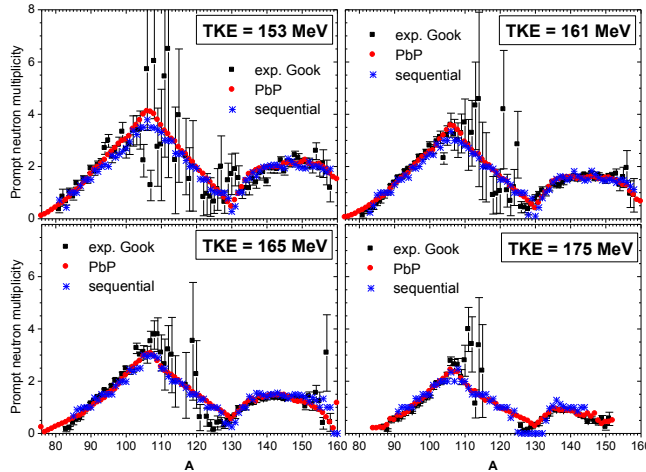 TKE = 153 MeV
TKE = 161 MeV
exp. Gook
PbP
sequential
exp. Gook
PbP
sequential
Prompt neutron multiplicity
8
6
4
2
0
TKE = 165 MeV
TKE = 175 MeV
exp. Gook
PbP
sequential
exp. Gook
PbP
sequential
Prompt neutron multiplicity
6
4
2
0
80 90 100 110 120 130 140 150 160
80 90 100 110 120 130 140 150 160
A
A